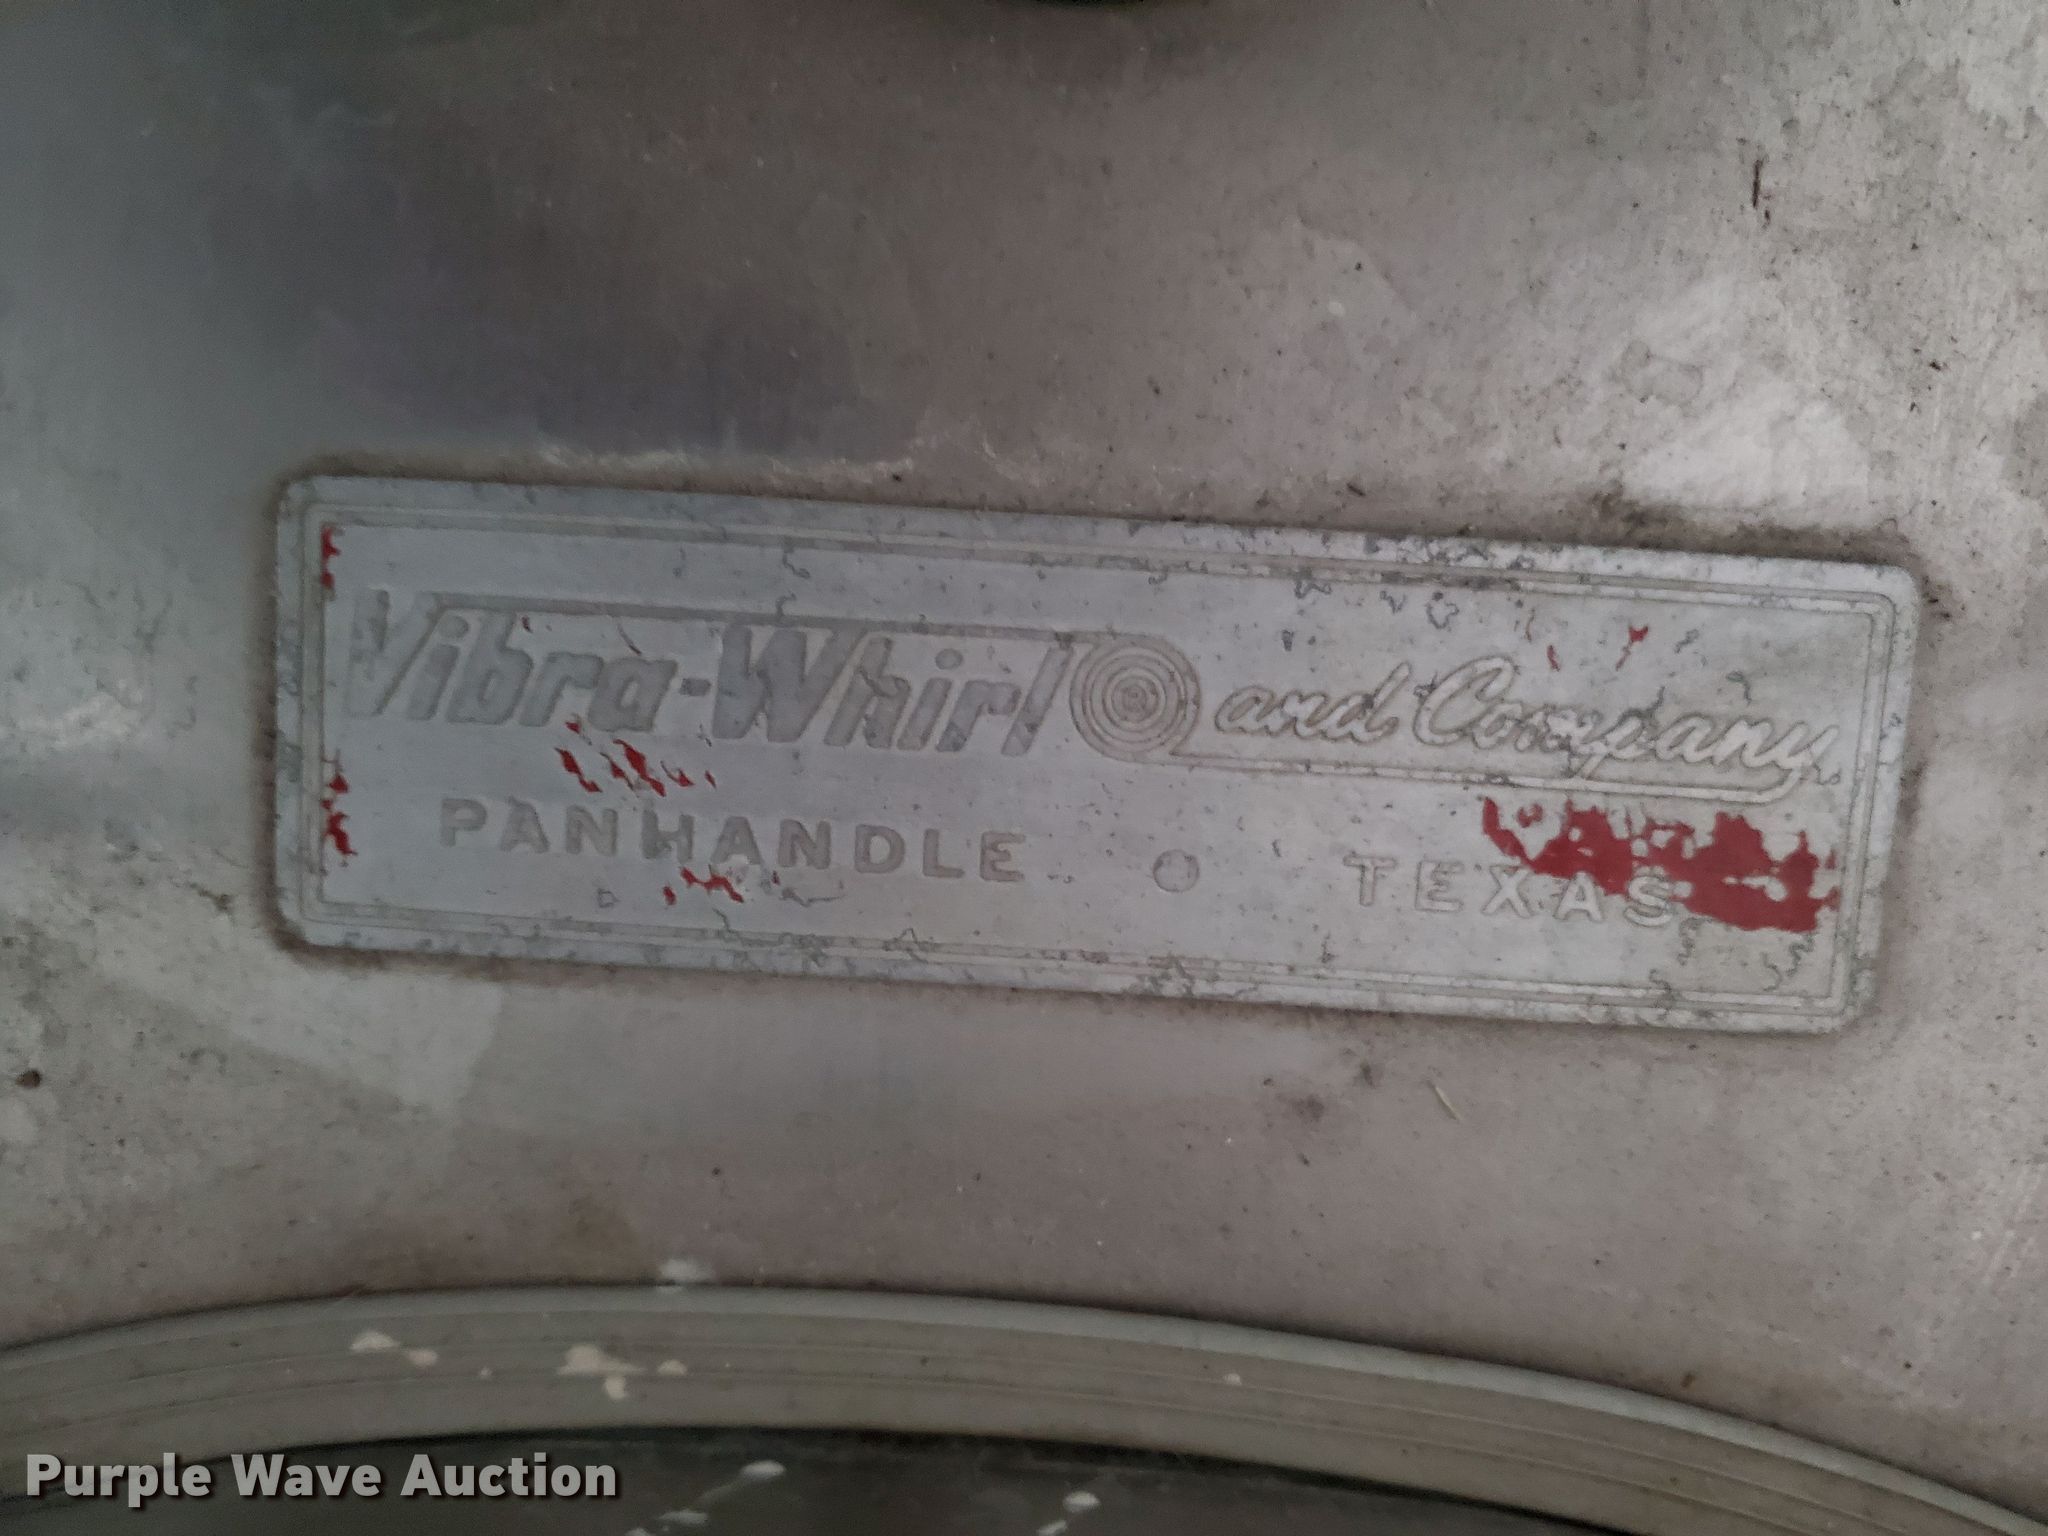 Vibra-Whirl and Company
PANHANDLE • TEXAS
Purple Wave Auction